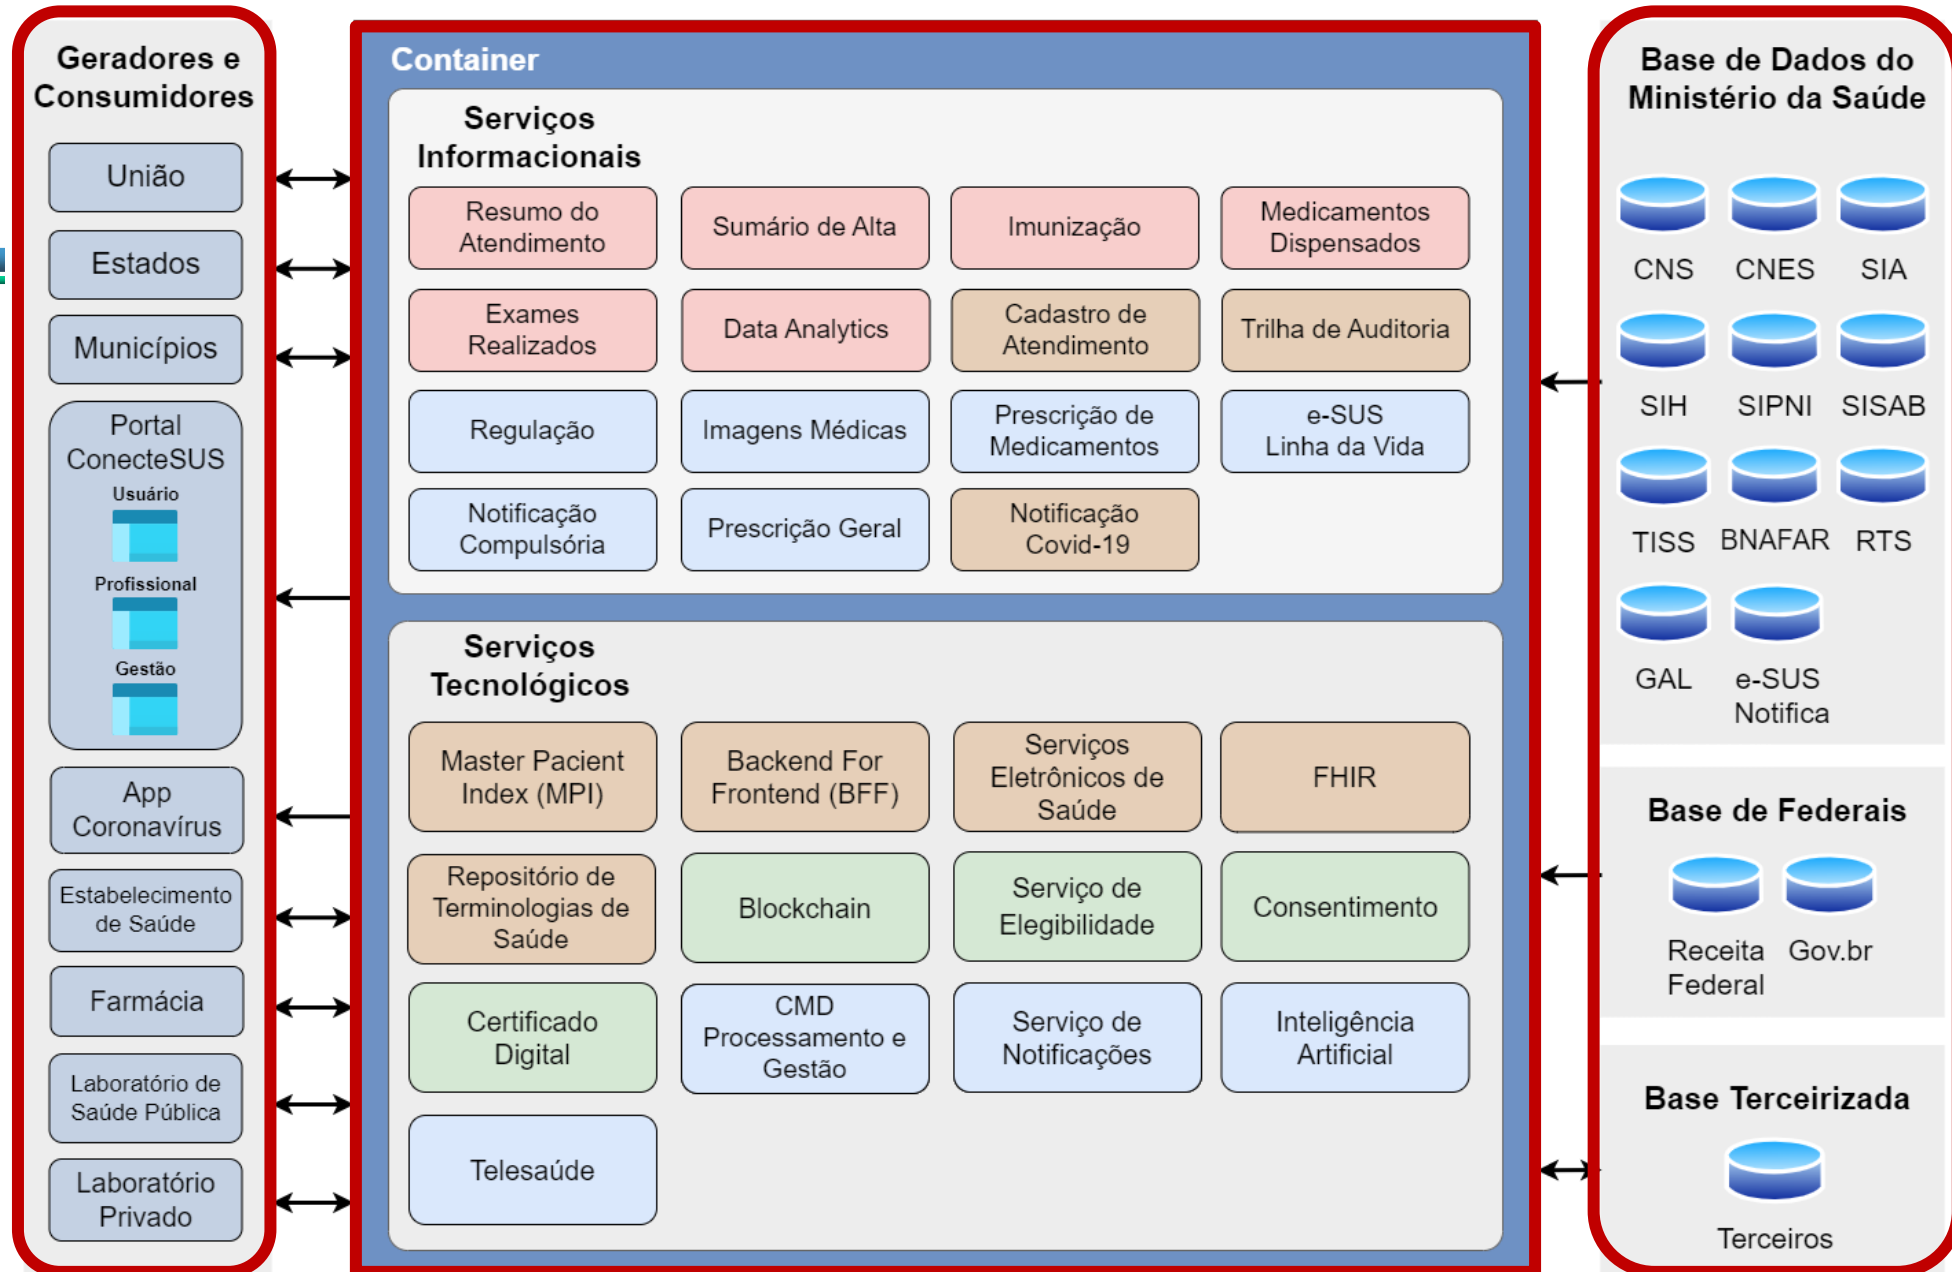 Geradores e
Consumidores
União
Estados
Municípios
Portal
ConecteSUS
Usuário
Profissional
Gestão
App
Coronavírus
Estabelecimento
de Saúde
Farmácia
Laboratório de
Saúde Pública
Laboratório
Privado
Container
Serviços
Informacionais
Resumo do
Atendimento
Sumário de Alta
Imunização
Medicamentos
Dispensados
Exames
Realizados
Data Analytics
Cadastro de
Atendimento
Trilha de Auditoria
Regulação
Imagens Médicas
Prescrição de
Medicamentos
e-SUS
Linha da Vida
Notificação
Compulsória
Prescrição Geral
Notificação
Covid-19
Serviços
Tecnológicos
Master Pacient
Index (MPI)
Backend For
Frontend (BFF)
Serviços
Eletrônicos de
Saúde
FHIR
Repositório de
Terminologias de
Saúde
Blockchain
Serviço de
Elegibilidade
Consentimento
Certificado
Digital
CMD
Processamento e
Gestão
Serviço de
Notificações
Inteligência
Artificial
Telesaúde
Base de Dados do
Ministério da Saúde
CNS CNES SIA
SIH SIPNI SISAB
TISS BNAFAR RTS
GAL e-SUS
Notifica
Base de Federais
Receita
Federal
Gov.br
Base Terceirizada
Terceiros